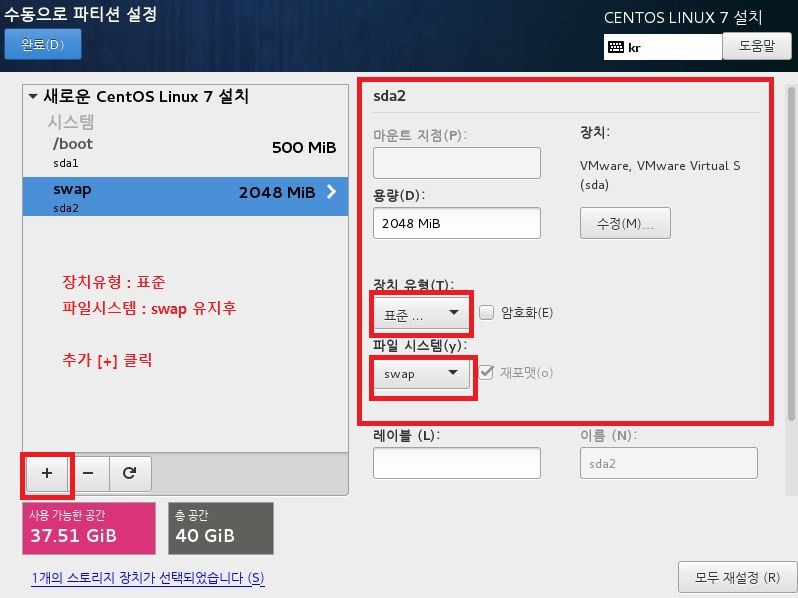 수동으로 파티션 설정
완료(D)
CENTOS LINUX 7 설치
kr
도움말
새로운 CentOS Linux 7 설치
시스템
/boot
500 MiB
sda1
swap
2048 MiB
sda2
장치유형 : 표준
파일시스템 : swap 유지후
추가 [+] 클릭
+
−
사용 가능한 공간
37.51 GiB
총 공간
40 GiB
1개의 스토리지 장치가 선택되었습니다 (S)
sda2
마운트 지점(P):
용량(D):
2048 MiB
장치:
VMware, VMware Virtual S
(sda)
수정(M)...
장치 유형(T):
표준 ...
암호화(E)
파일 시스템(y):
swap
재포맷(o)
레이블 (L):
이름 (N):
sda2
모두 재설정 (R)